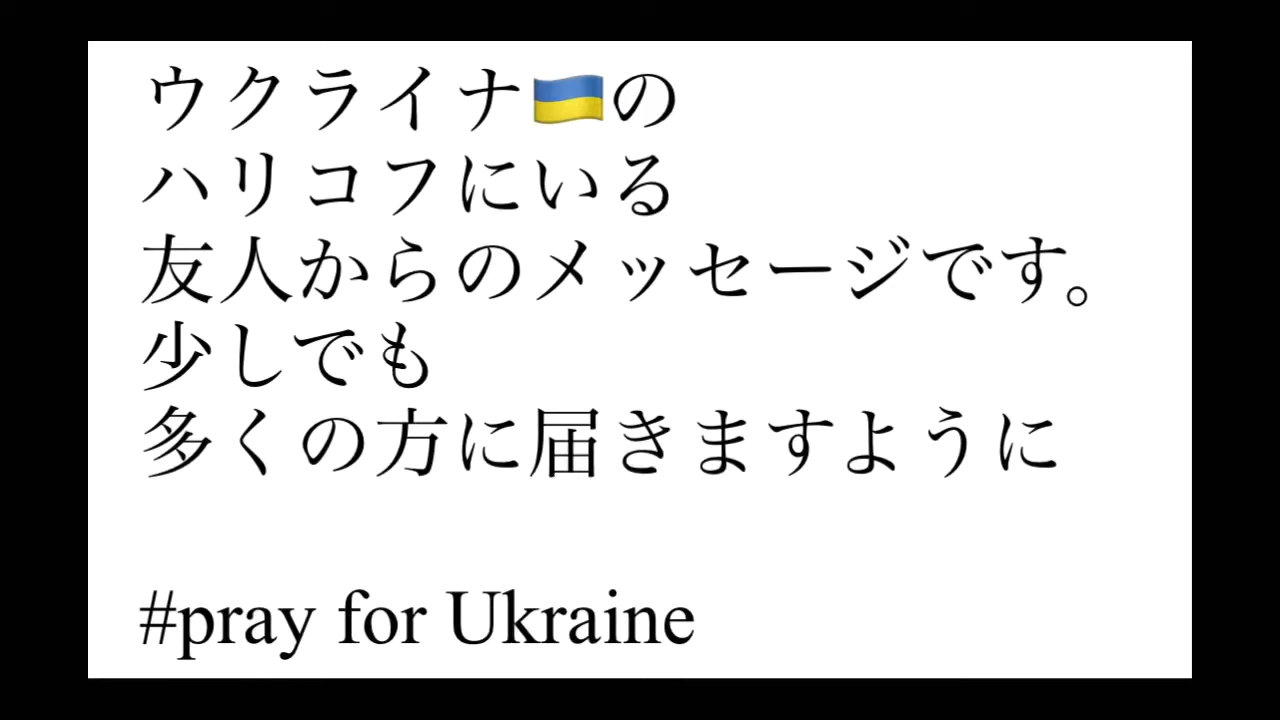 ウクライナ🇺🇦の
ハリコフにいる
友人からのメッセージです。
少しでも
多くの方に届きますように
#pray for Ukraine